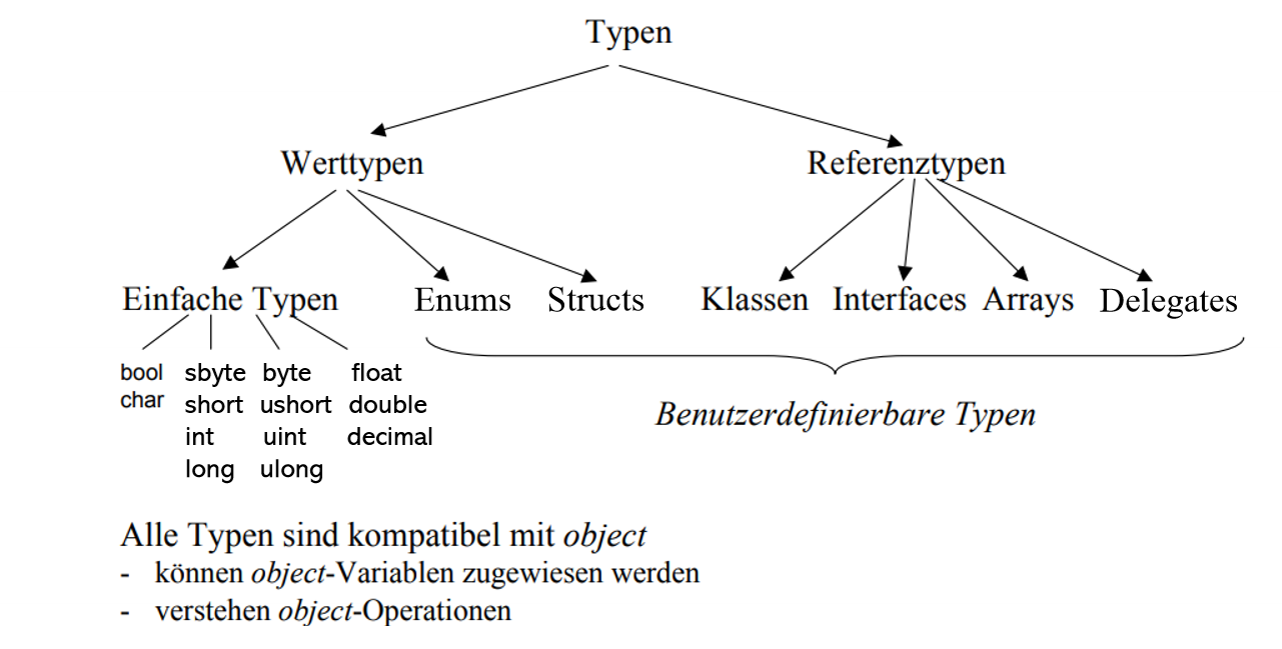 Typen
Werttypen Referenztypen
Einfache Typen Enums Structs Klassen Interfaces Arrays Delegates
bool sbyte byte float
char short ushort double
int uint decimal
long ulong
Benutzerdefinierbare Typen
Alle Typen sind kompatibel mit object
- können object-Variablen zugewiesen werden
- verstehen object-Operationen